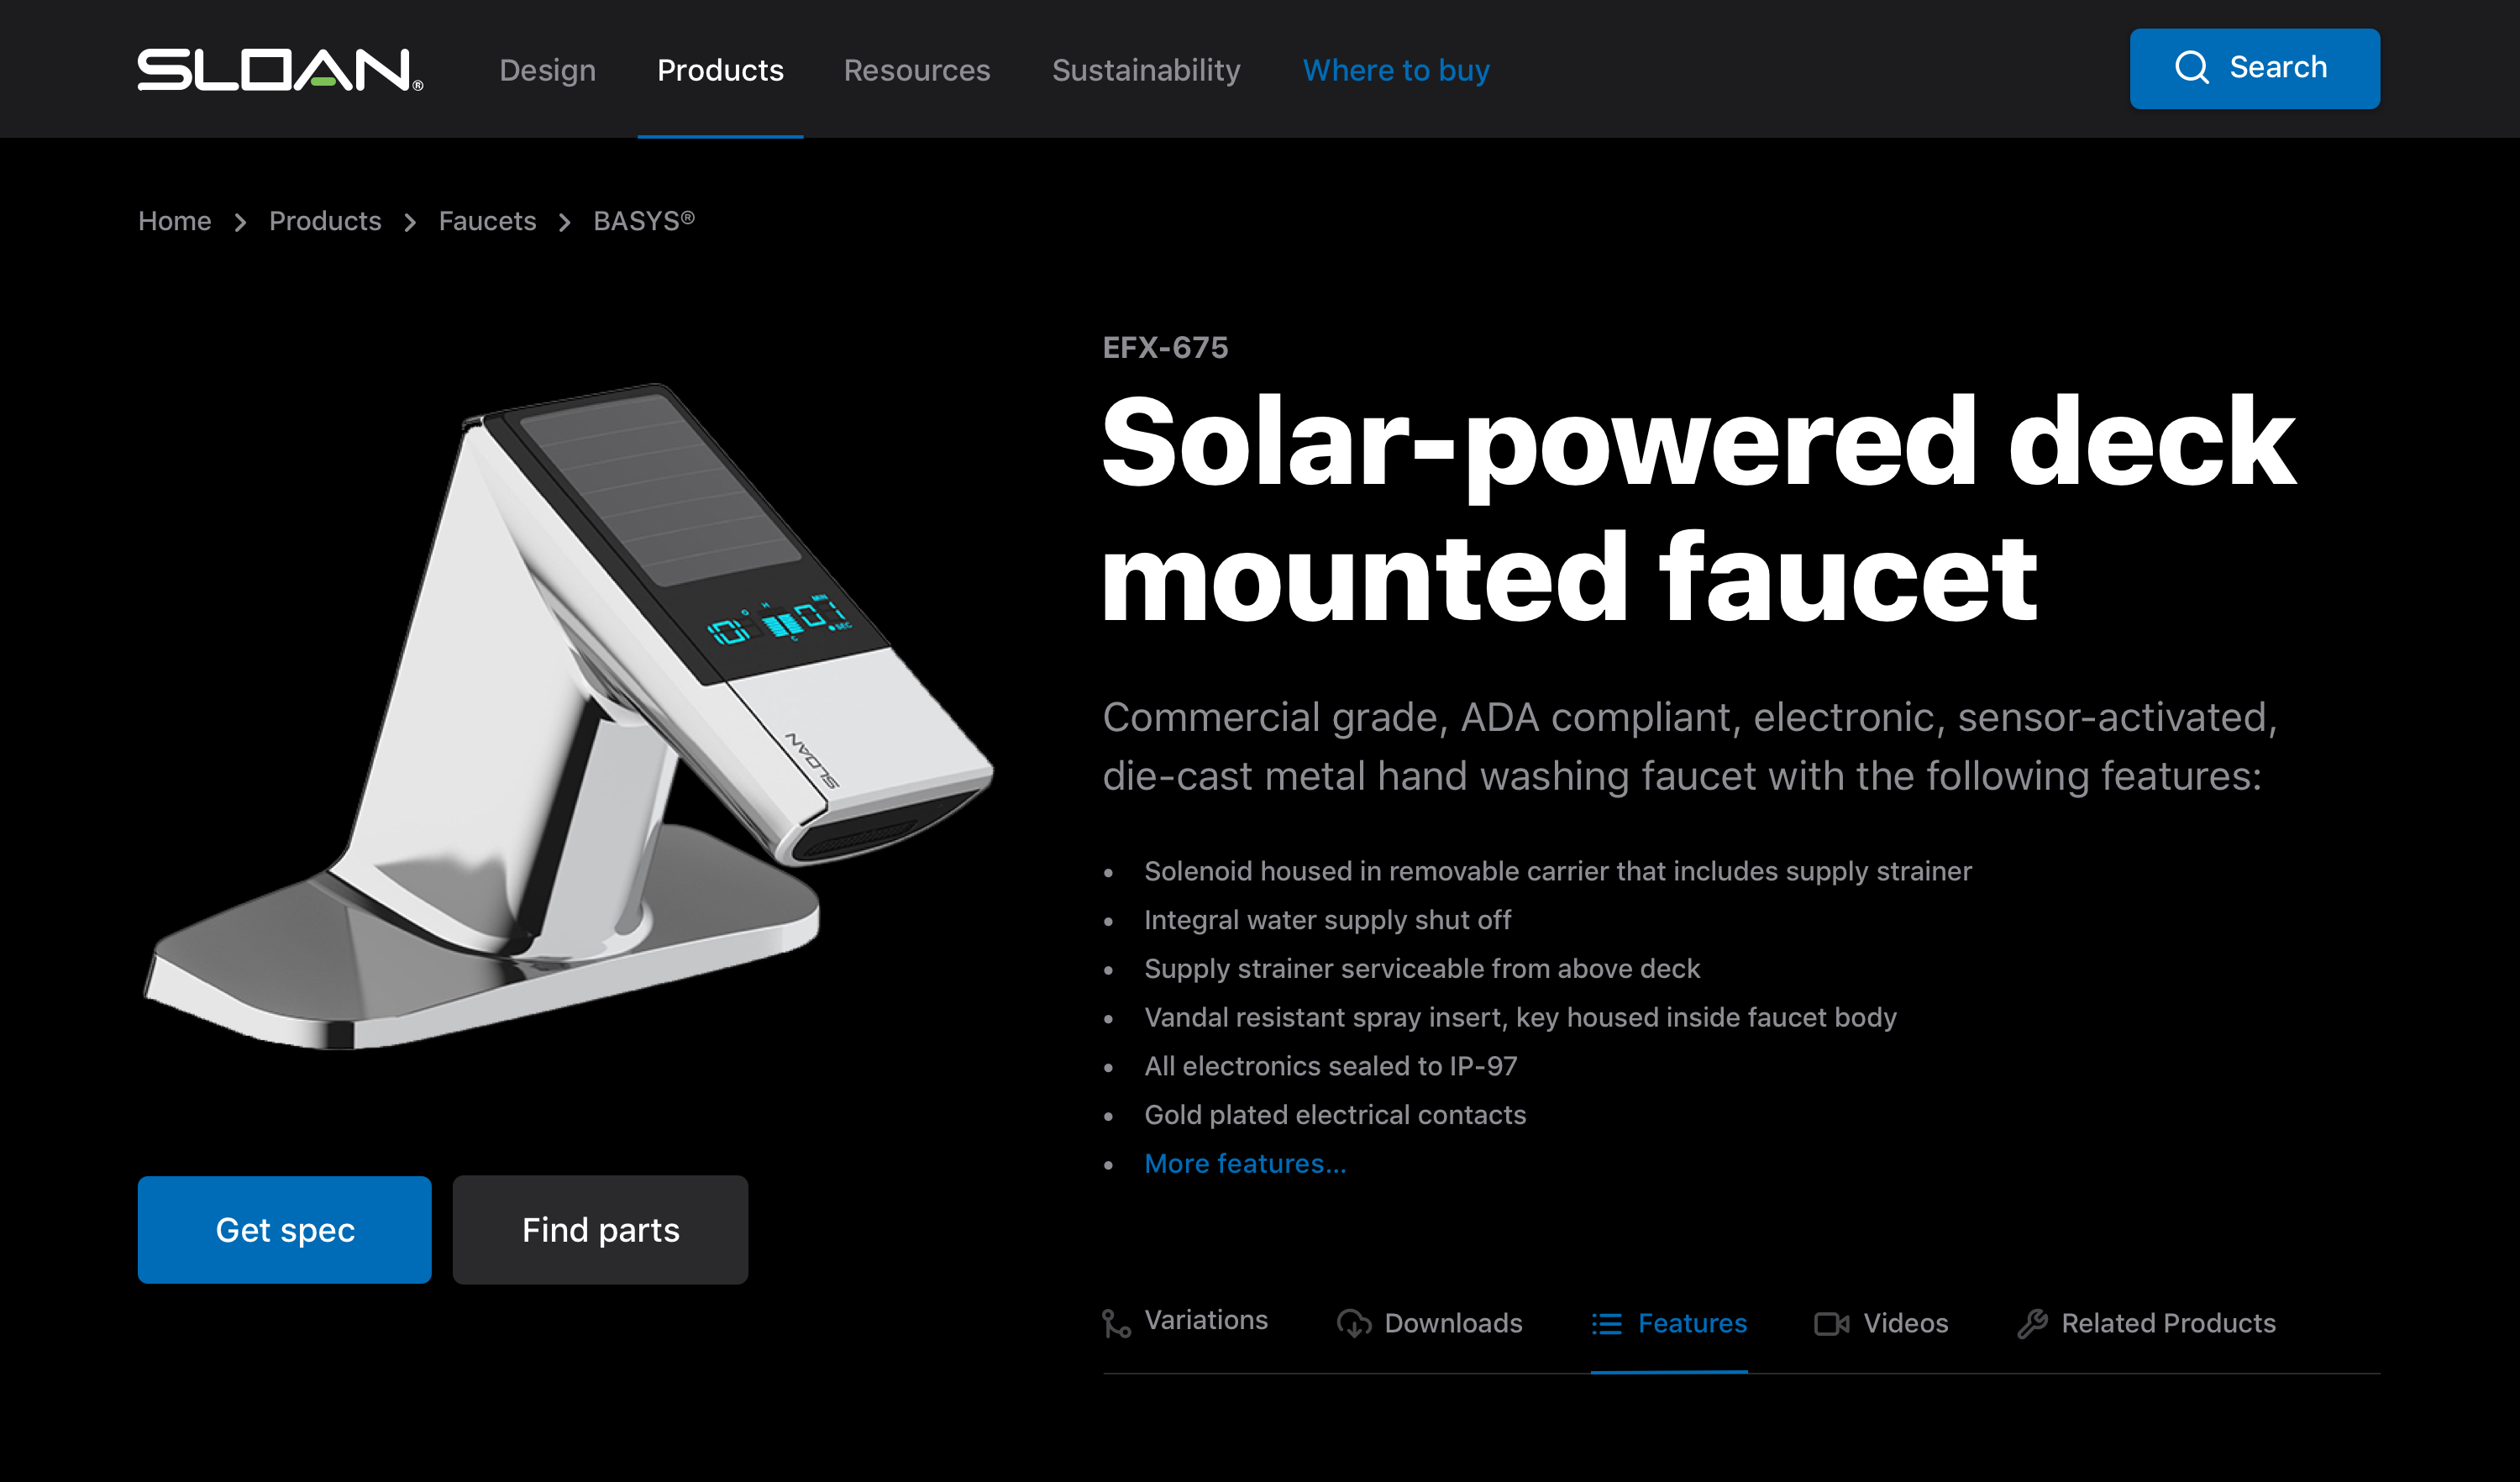 SLOAN®
Design Products Resources Sustainability Where to buy Search
Home > Products > Faucets > BASYS®
EFX-675
Solar-powered deck
mounted faucet
Commercial grade, ADA compliant, electronic, sensor-activated,
die-cast metal hand washing faucet with the following features:
• Solenoid housed in removable carrier that includes supply strainer
• Integral water supply shut off
• Supply strainer serviceable from above deck
• Vandal resistant spray insert, key housed inside faucet body
• All electronics sealed to IP-97
• Gold plated electrical contacts
• More features...
H
C
MIN
01
SEC
SLOAN
Get spec Find parts
Variations Downloads Features Videos Related Products